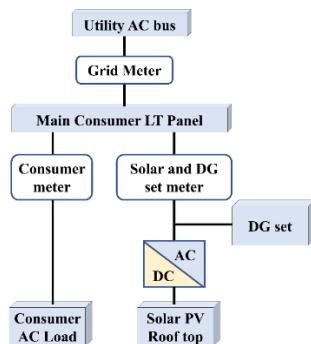 Utility AC bus
Grid Meter
Main Consumer LT Panel
Consumer
meter
Solar and DG
set meter
DG set
AC
DC
Consumer
AC Load
Solar PV
Roof top